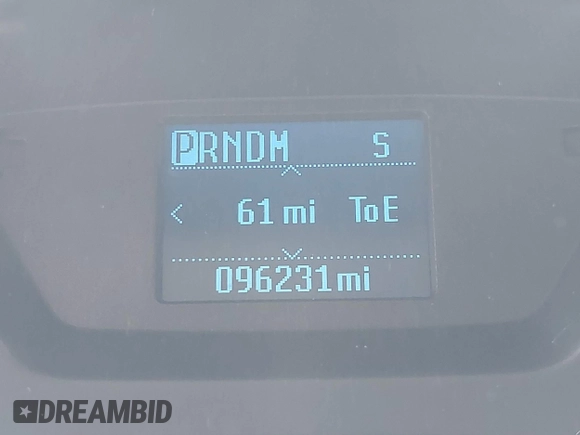 PRNDM S
< 61 mi ToE
096231mi
DREAMBID